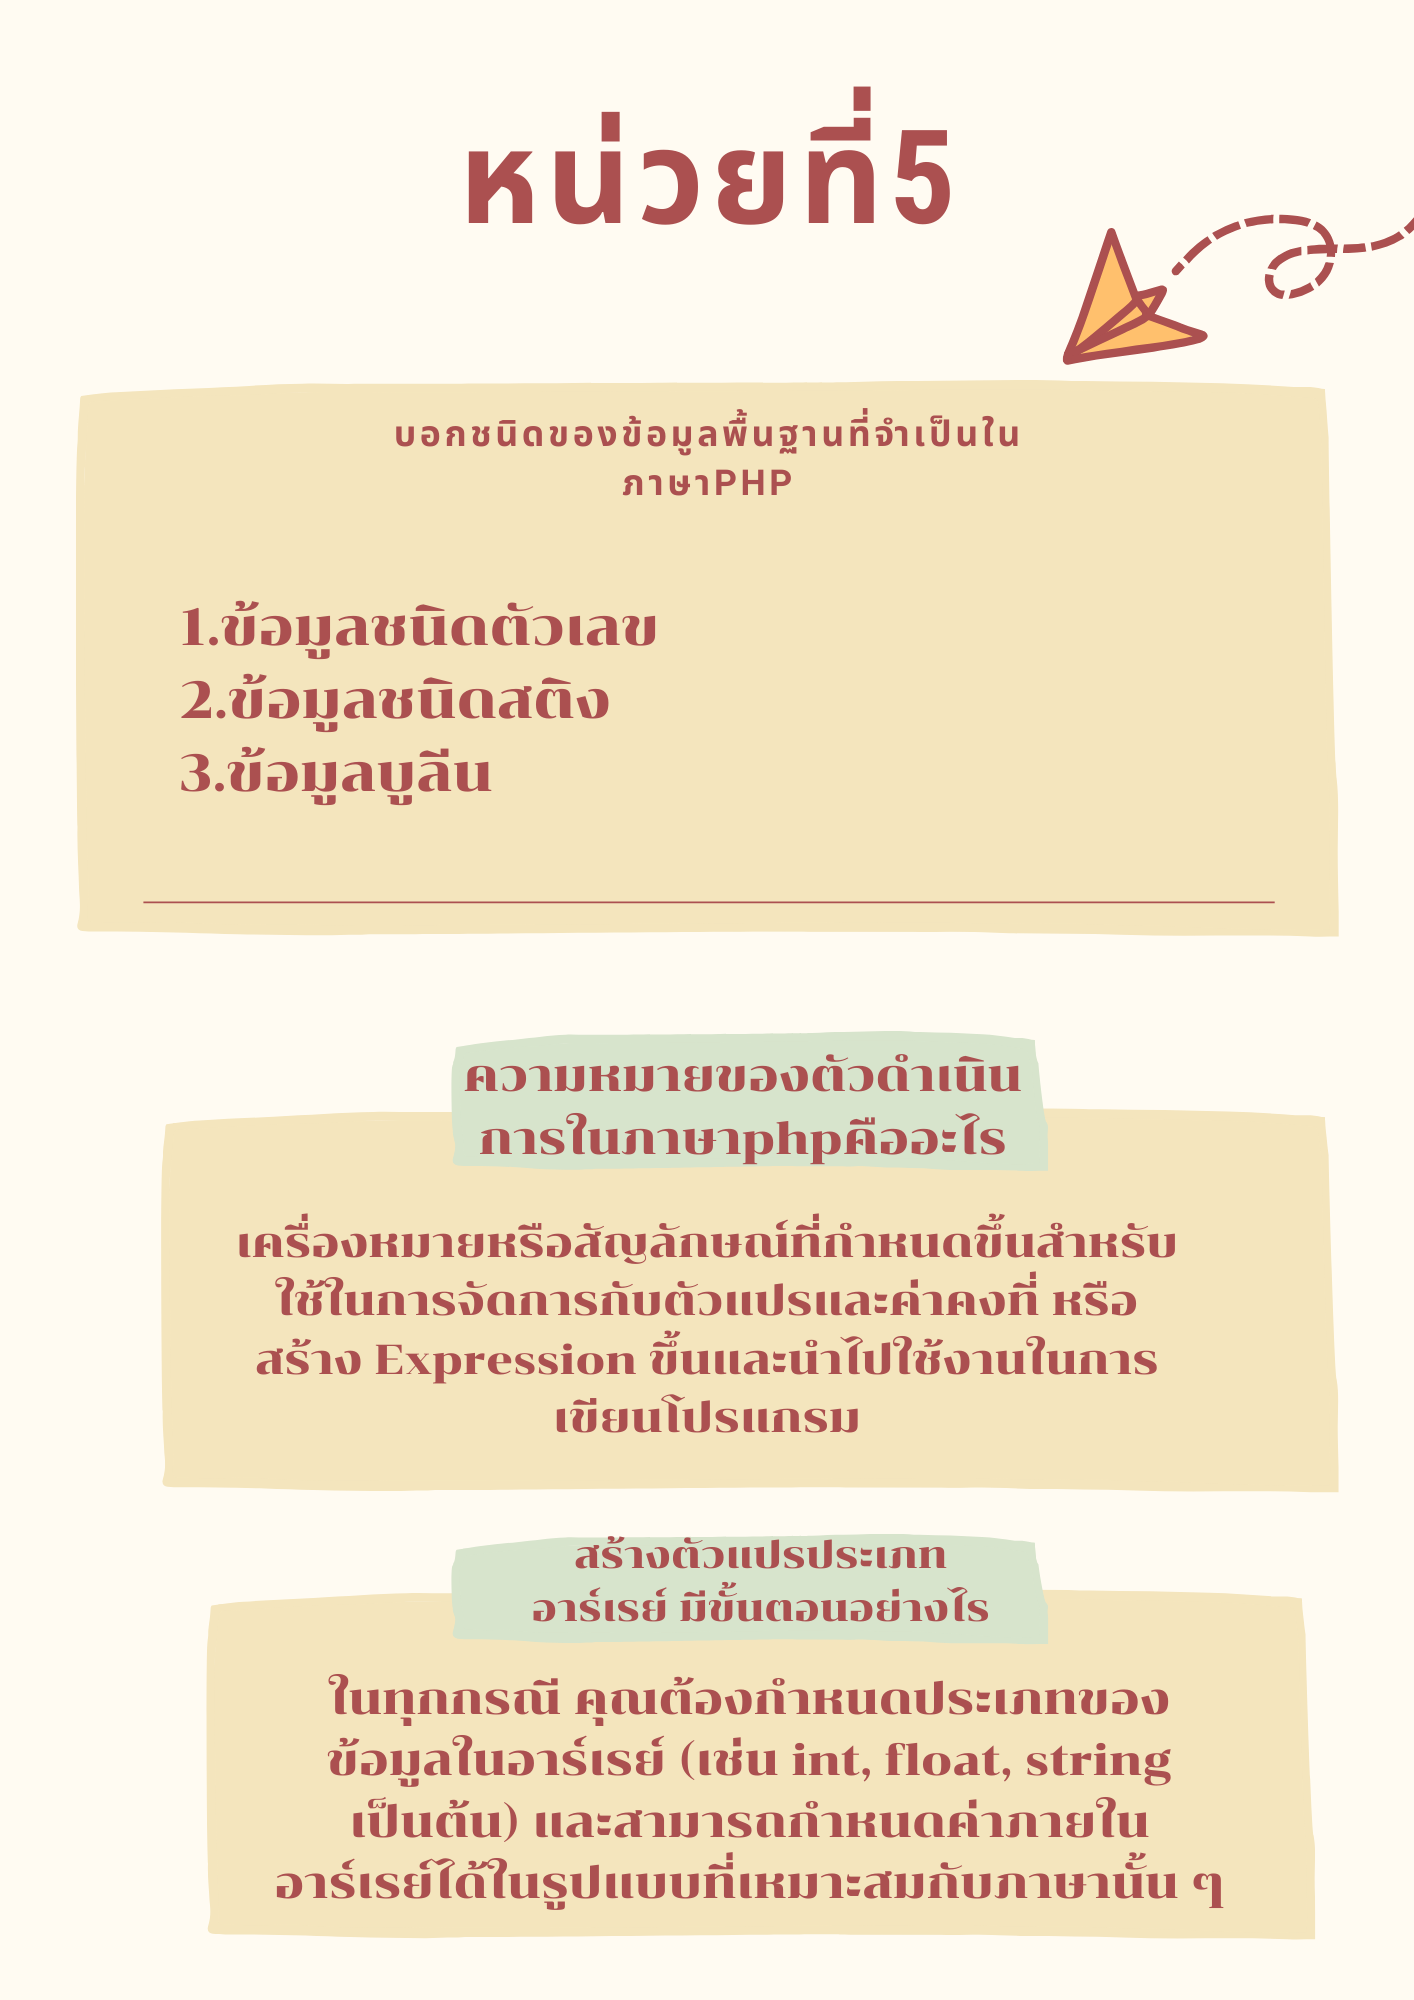 หน่วยที่5
บอกชนิดของข้อมูลพื้นฐานที่จำเป็นใน
ภาษาPHP
1.ข้อมูลชนิดตัวเลข
2.ข้อมูลชนิดสติง
3.ข้อมูลบูลีน
ความหมายของตัวดำเนิน
การในภาษาphpคืออะไร
เครื่องหมายหรือสัญลักษณ์ที่กำหนดขึ้นสำหรับ
ใช้ในการจัดการกับตัวแปรและค่าคงที่ หรือ
สร้าง Expression ขึ้นและนำไปใช้งานในการ
เขียนโปรแกรม
สร้างตัวแปรประเภท
อาร์เรย์ มีขั้นตอนอย่างไร
ในทุกกรณี คุณต้องกำหนดประเภทของ
ข้อมูลในอาร์เรย์ (เช่น int, float, string
เป็นต้น) และสามารถกำหนดค่าภายใน
อาร์เรย์ได้ในรูปแบบที่เหมาะสมกับภาษานั้น ๆ